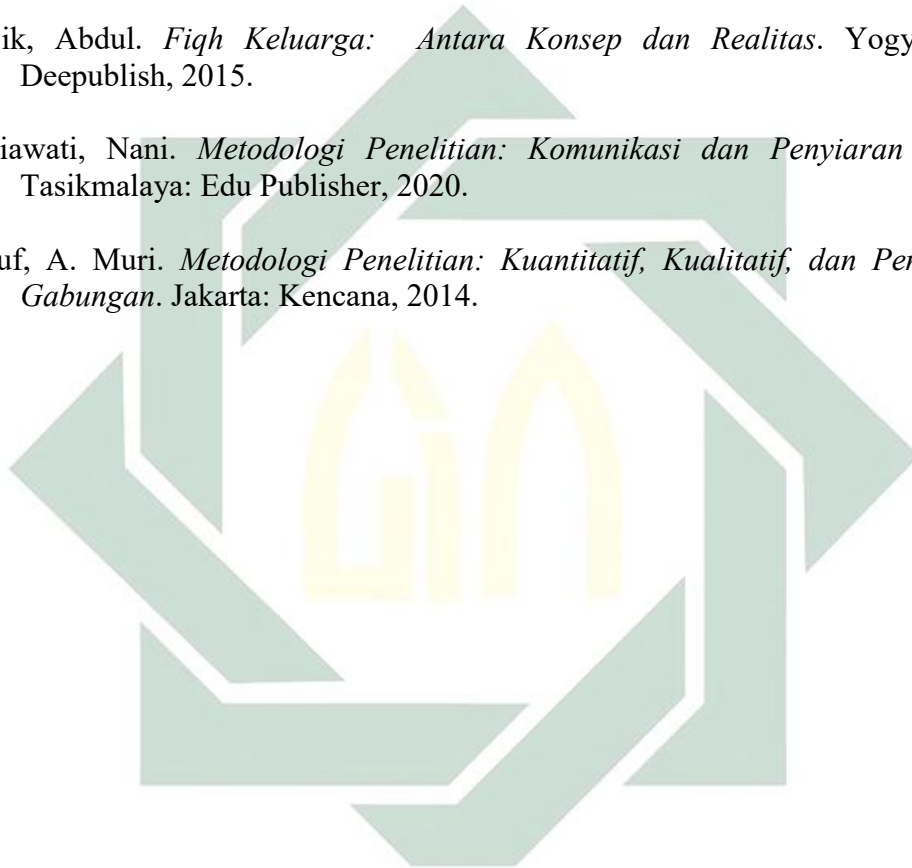 ik, Abdul. Fiqh Keluarga: Antara Konsep dan Realitas. Yogy
Deepublish, 2015.
iawati, Nani. Metodologi Penelitian: Komunikasi dan Penyiaran
Tasikmalaya: Edu Publisher, 2020.
uf, A. Muri. Metodologi Penelitian: Kuantitatif, Kualitatif, dan Pen
Gabungan. Jakarta: Kencana, 2014.